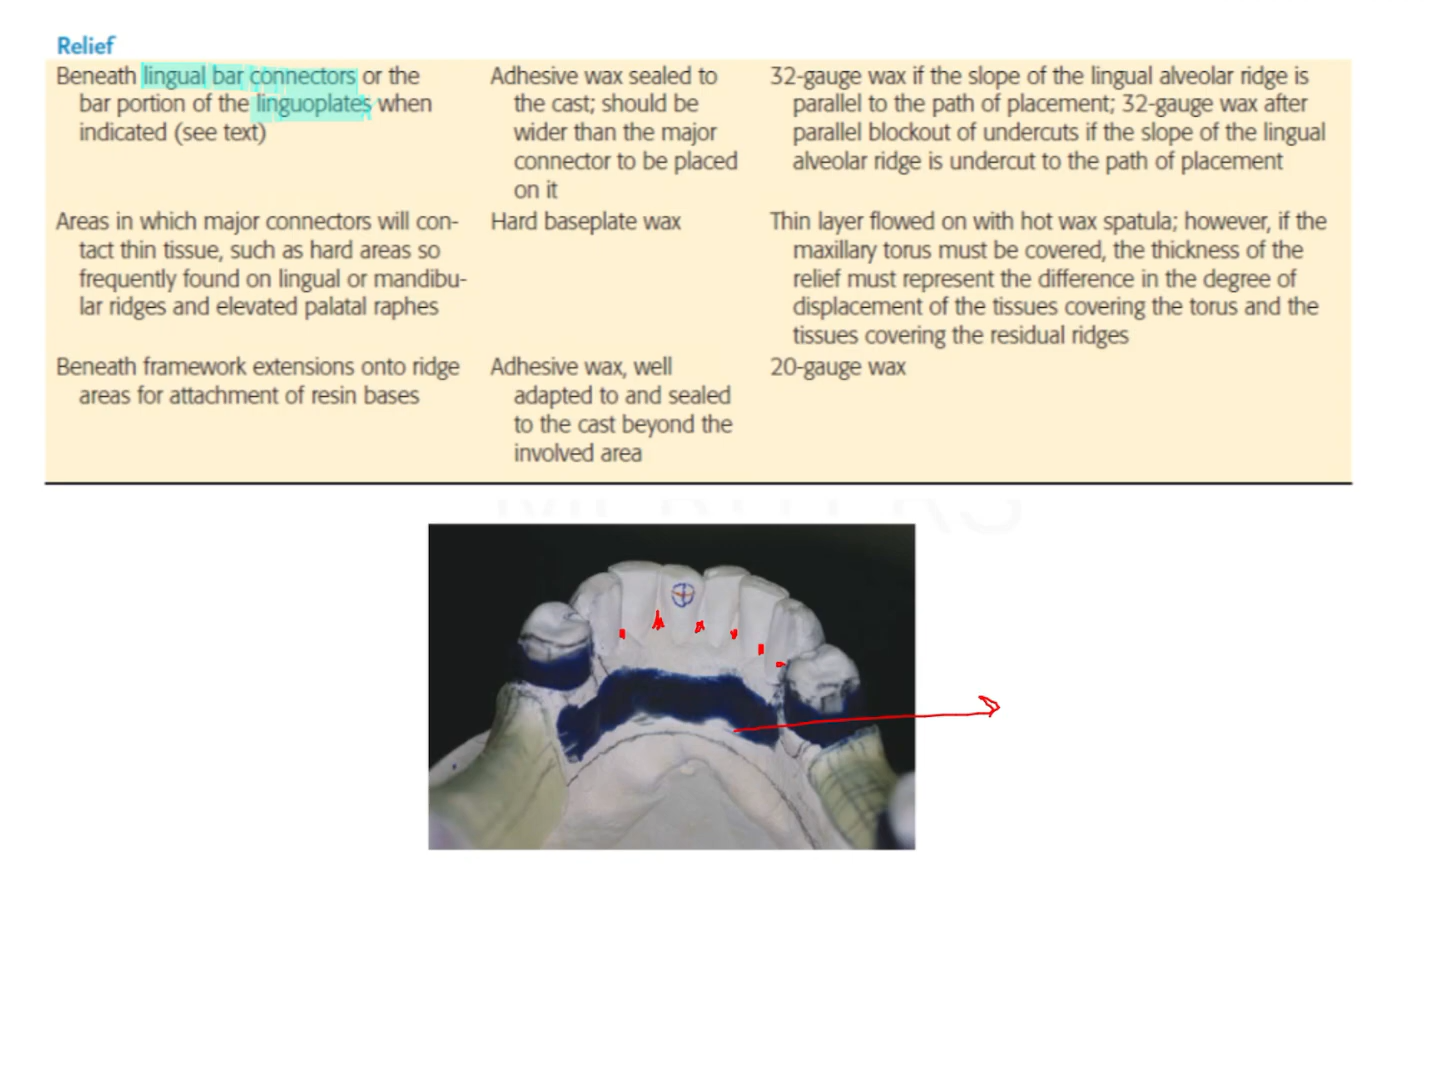 Relief
Beneath lingual bar connectors or the
bar portion of the linguoplates when
indicated (see text)
Adhesive wax sealed to
the cast; should be
wider than the major
connector to be placed
on it
32-gauge wax if the slope of the lingual alveolar ridge is
parallel to the path of placement; 32-gauge wax after
parallel blockout of undercuts if the slope of the lingual
alveolar ridge is undercut to the path of placement
Areas in which major connectors will con-
tact thin tissue, such as hard areas so
frequently found on lingual or mandibu-
lar ridges and elevated palatal raphes
Hard baseplate wax
Thin layer flowed on with hot wax spatula; however, if the
maxillary torus must be covered, the thickness of the
relief must represent the difference in the degree of
displacement of the tissues covering the torus and the
tissues covering the residual ridges
Beneath framework extensions onto ridge
areas for attachment of resin bases
Adhesive wax, well
adapted to and sealed
to the cast beyond the
involved area
20-gauge wax